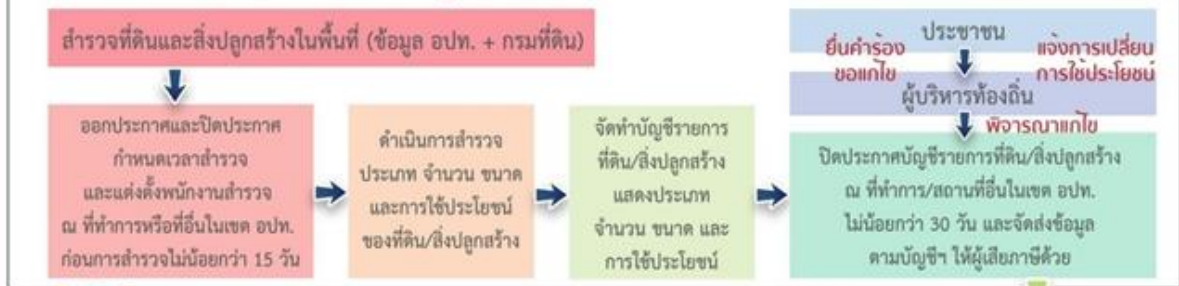 สำรวจที่ดินและสิ่งปลูกสร้างในพื้นที่ (ข้อมูล อปท. + กรมที่ดิน)
ออกประกาศและปิดประกาศ
กำหนดเวลาสำรวจ
และแต่งตั้งพนักงานสำรวจ
ณ ที่ทำการหรือที่อื่นในเขต อปท.
ก่อนการสำรวจไม่น้อยกว่า 15 วัน
ดำเนินการสำรวจ
ประเภท จำนวน ขนาด
และการใช้ประโยชน์
ของที่ดิน/สิ่งปลูกสร้าง
จัดทำบัญชีรายการ
ที่ดิน/สิ่งปลูกสร้าง
แสดงประเภท
จำนวน ขนาด และ
การใช้ประโยชน์
ประชาชน
ยื่นคำร้อง
ขอแก้ไข
แจ้งการเปลี่ยน
การใช้ประโยชน์
ผู้บริหารท้องถิ่น
พิจารณาแก้ไข
ปิดประกาศบัญชีรายการที่ดิน/สิ่งปลูกสร้าง
ณ ที่ทำการ/สถานที่อื่นในเขต อปท.
ไม่น้อยกว่า 30 วัน และจัดส่งข้อมูล
ตามบัญชีฯ ให้ผู้เสียภาษีด้วย